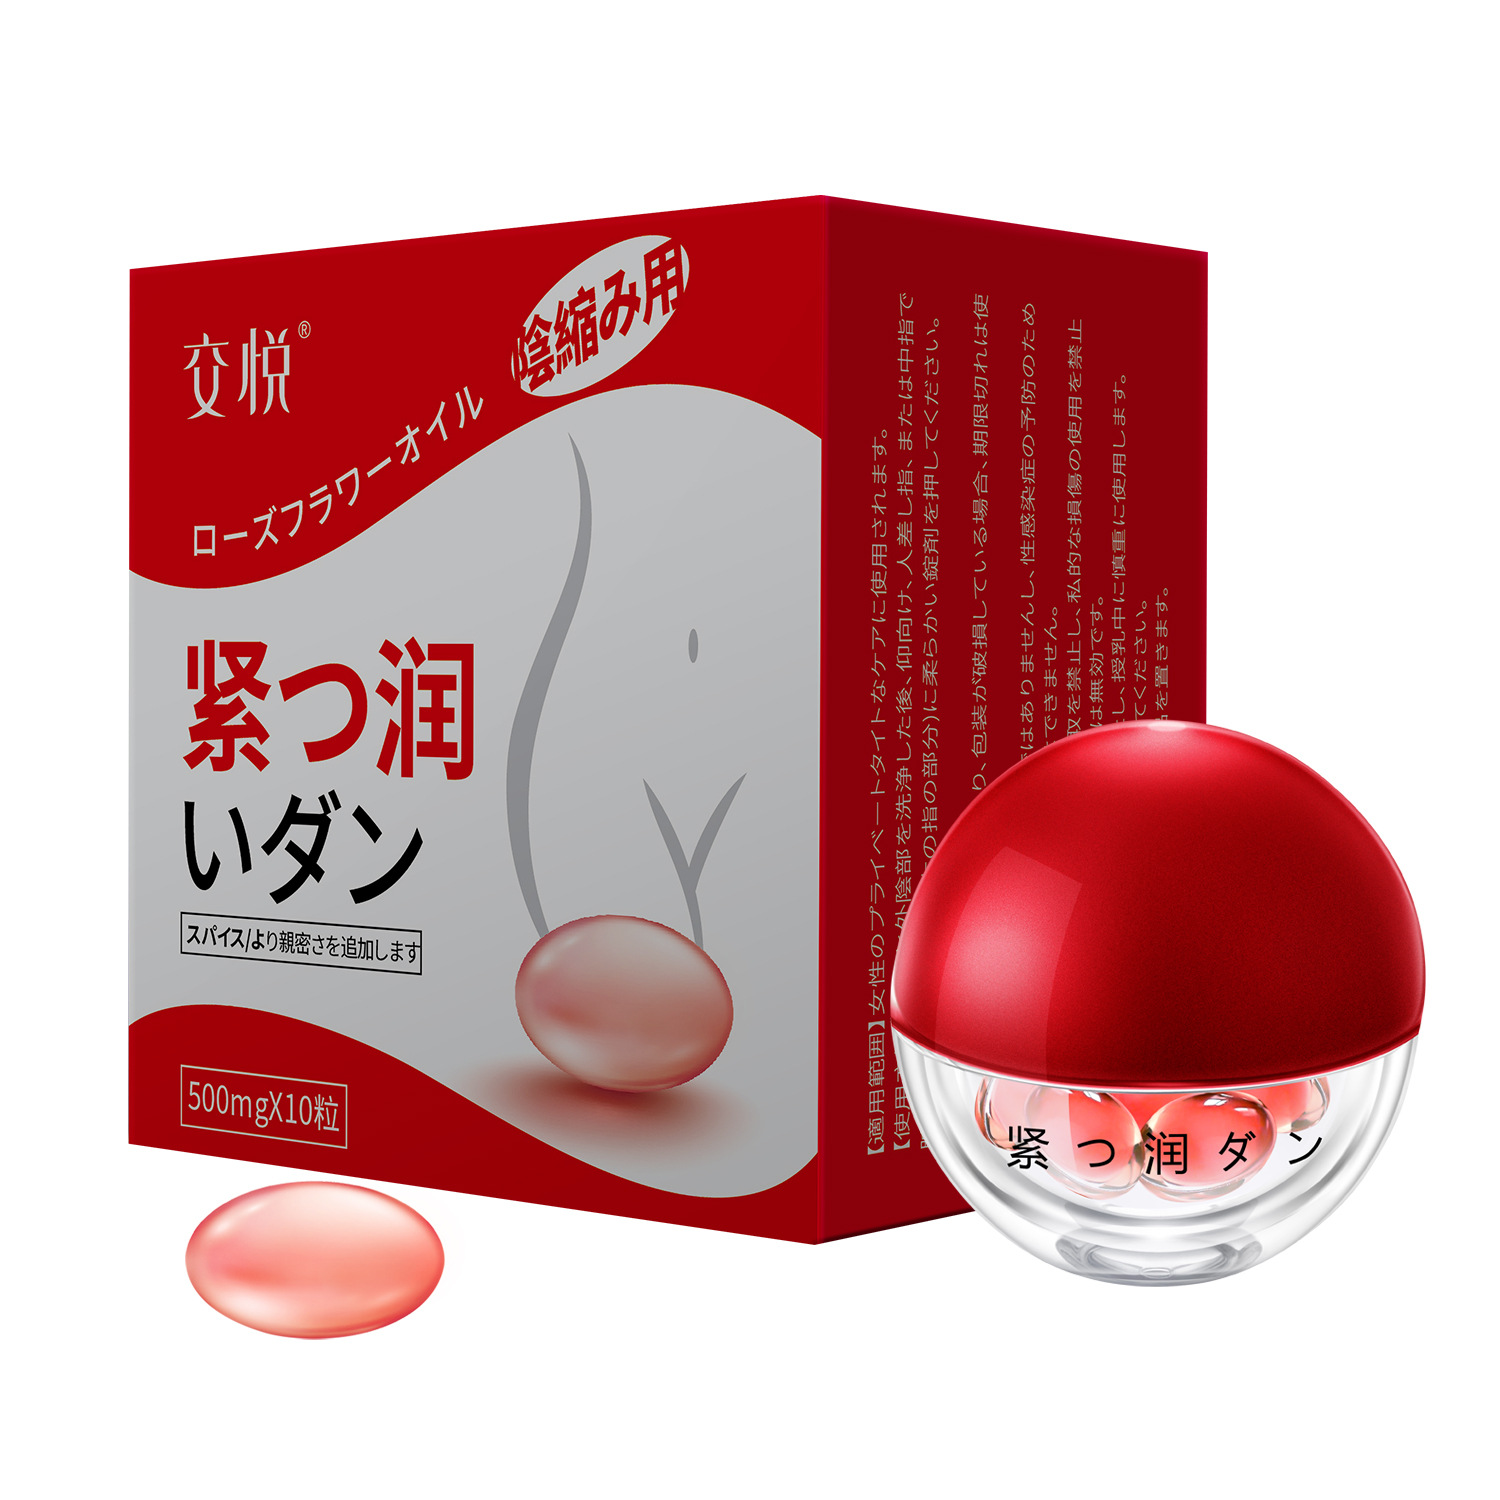 交悦®
ローズフラワーオイル
陰縮み用
紧つ润
いダン
スパイス/より親密さを追加します
500mgX10粒
【適用範囲】女性のプライベートタイトなケアに使用されます。
外陰部を洗浄した後、仰向け、人差し指、または中指で
の指の部分)に柔らかい錠剤を押してください。
り、包装が破損している場合、期限切れは使
はありませんし、性感染症の予防のため
できません。
を禁止し、私的な損傷の使用を禁止
は無効です。
し、授乳中に慎重に使用します。
てください。
を置きます。
紧つ润ダン